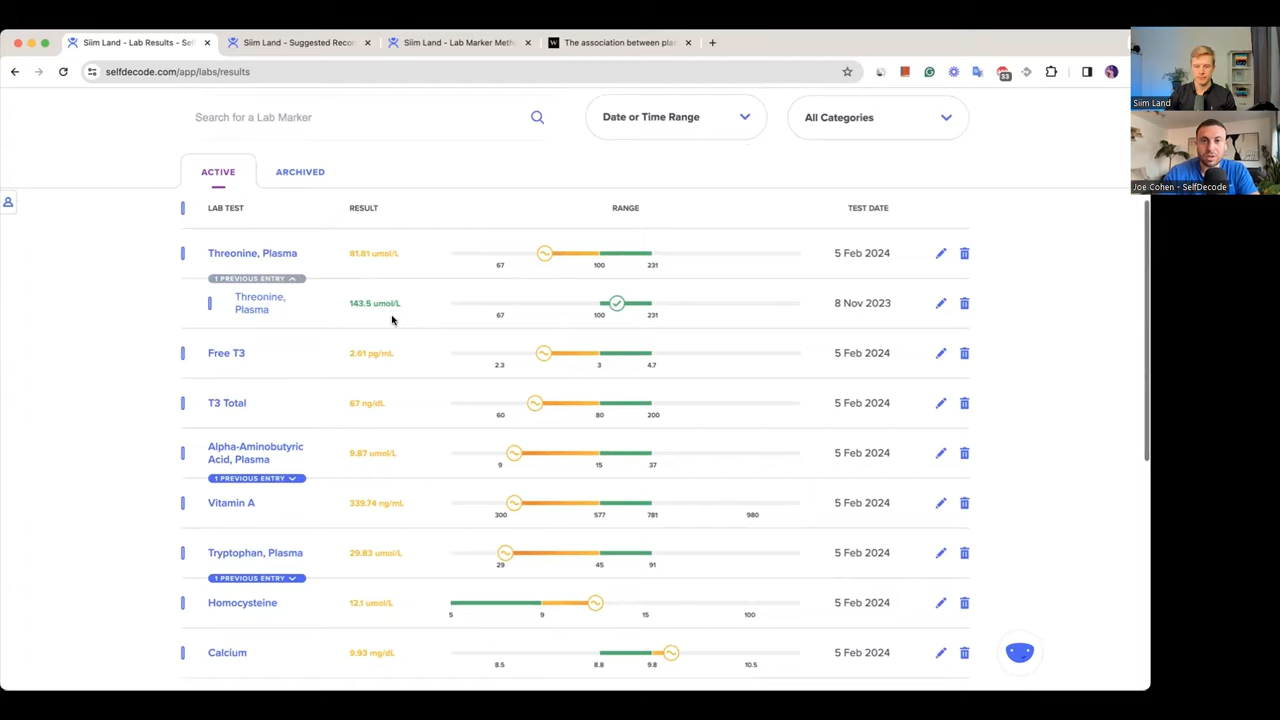 Siim Land - Lab Results - Sel
Siim Land - Suggested Reco
Siim Land - Lab Marker Meth
W The association between pla
selfdecode.com/app/labs/results
33
Siim Land
Joe Cohen - SelfDecode
Search for a Lab Marker
Date or Time Range
All Categories
ACTIVE
ARCHIVED
LAB TEST RESULT RANGE TEST DATE
Threonine, Plasma 81.81 umol/L 5 Feb 2024
67 100 231
1 PREVIOUS ENTRY
Threonine,
Plasma
143.5 umol/L 8 Nov 2023
67 100 231
Free T3 2.61 pg/mL 5 Feb 2024
2.3 3 4.7
T3 Total 67 ng/dL 5 Feb 2024
60 80 200
Alpha-Aminobutyric
Acid, Plasma
9.87 umol/L 5 Feb 2024
9 15 37
1 PREVIOUS ENTRY
Vitamin A 339.74 ng/mL 5 Feb 2024
300 577 781 980
Tryptophan, Plasma 29.83 umol/L 5 Feb 2024
29 45 91
1 PREVIOUS ENTRY
Homocysteine 12.1 umol/L 5 Feb 2024
5 9 15 100
Calcium 9.93 mg/dL 5 Feb 2024
8.5 8.8 9.8 10.5